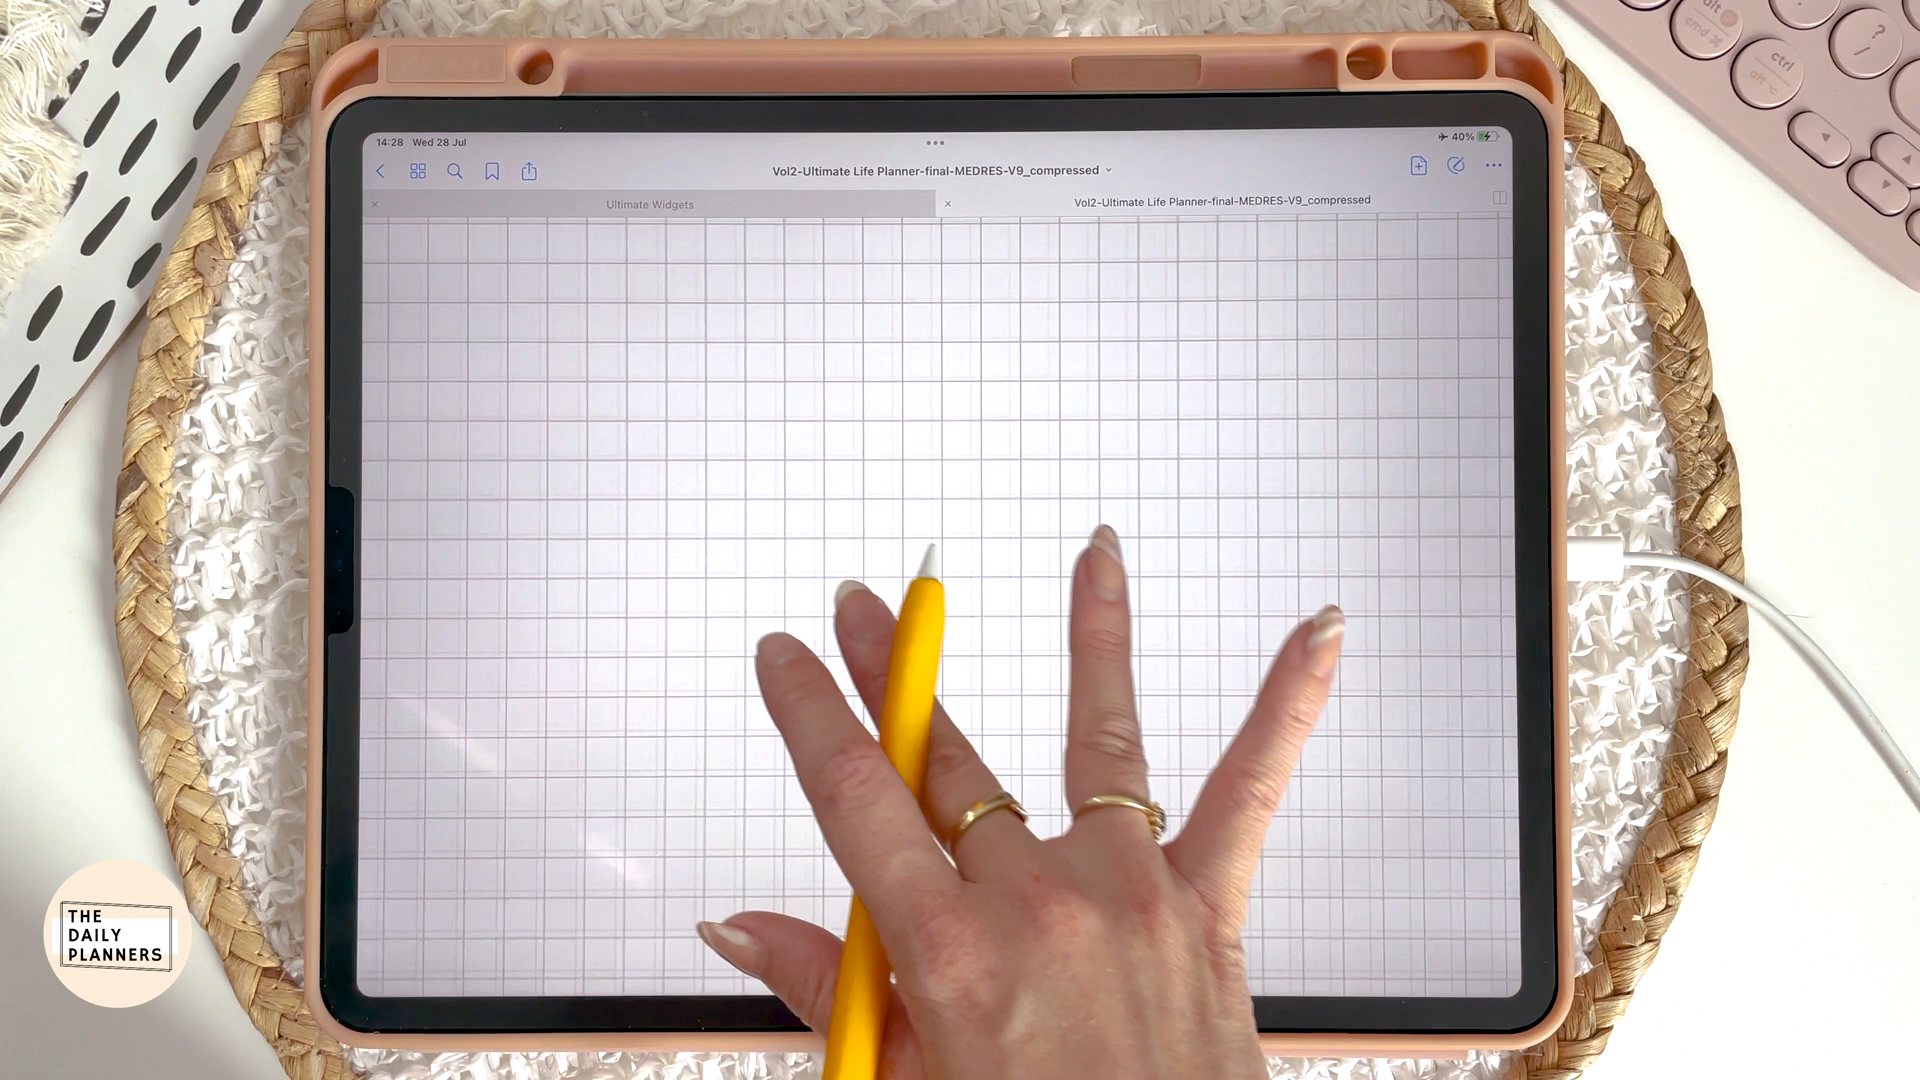 alt
cmd ⌘
ctrl
alt ⌥
?
/
14:28 Wed 28 Jul
40%
Vol2-Ultimate Life Planner-final-MEDRES-V9_compressed
Ultimate Widgets
Vol2-Ultimate Life Planner-final-MEDRES-V9_compressed
THE
DAILY
PLANNERS